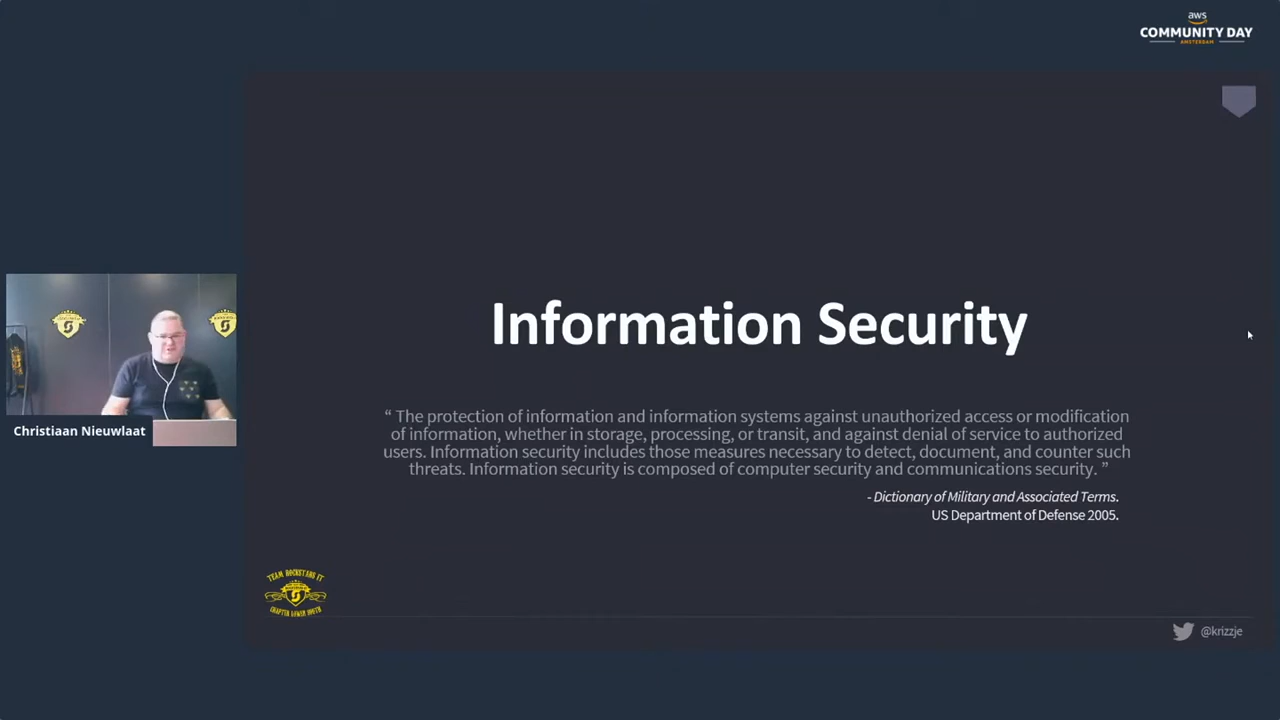 aws
COMMUNITY DAY
AMSTERDAM
Information Security
“ The protection of information and information systems against unauthorized access or modification
of information, whether in storage, processing, or transit, and against denial of service to authorized
users. Information security includes those measures necessary to detect, document, and counter such
threats. Information security is composed of computer security and communications security. ”
- Dictionary of Military and Associated Terms.
US Department of Defense 2005.
Christiaan Nieuwlaat
TEAM ROCKSTARS IT
@krizzje